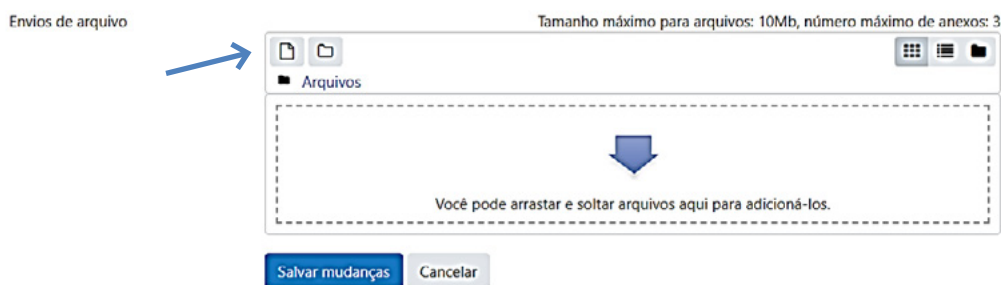 Envios de arquivo
Tamanho máximo para arquivos: 10Mb, número máximo de anexos: 3
Arquivos
Você pode arrastar e soltar arquivos aqui para adicioná-los.
Salvar mudanças
Cancelar